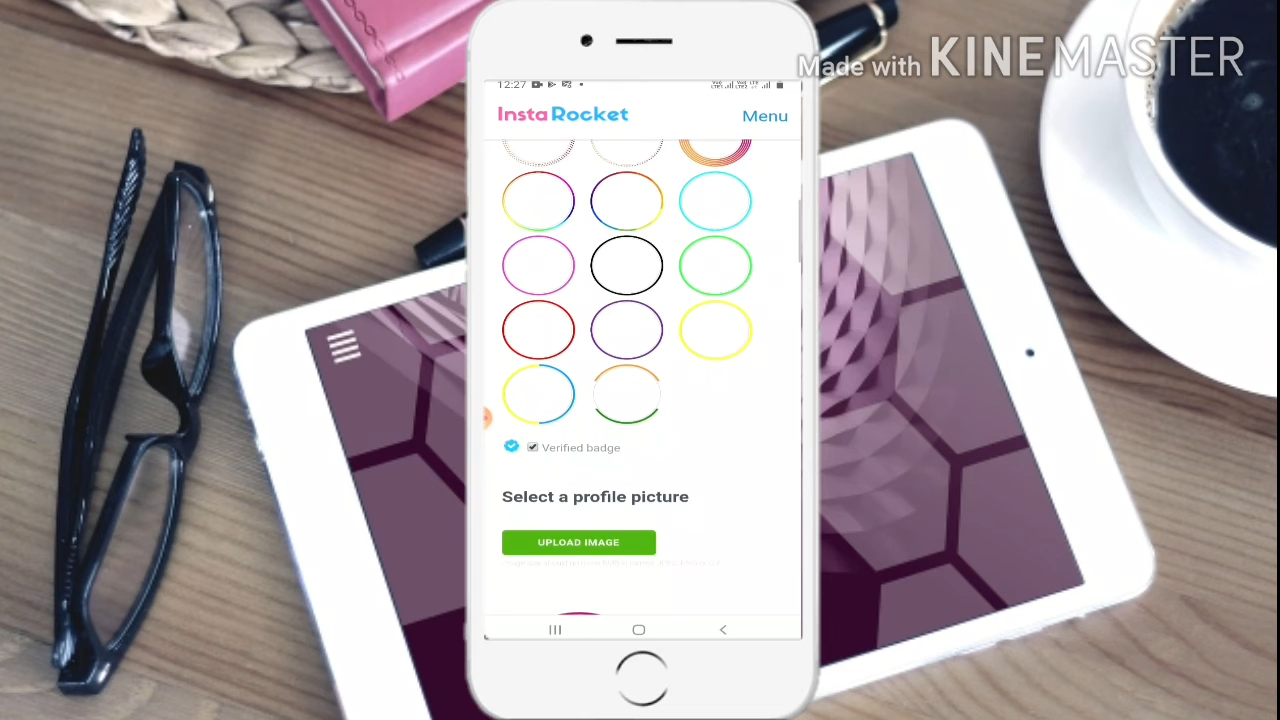 Made with KINEMASTER
12:27
InstaRocket
Menu
Verified badge
Select a profile picture
UPLOAD IMAGE